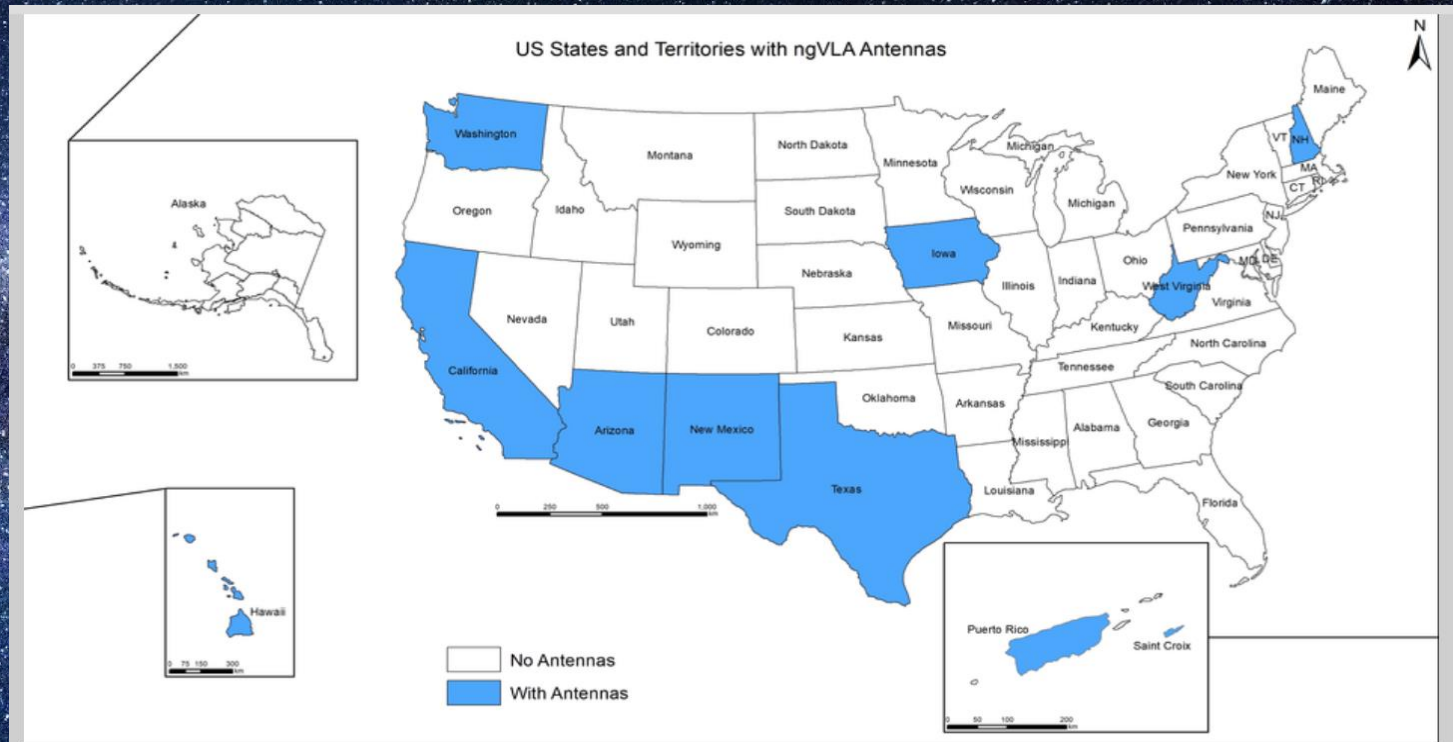 US States and Territories with ngVLA Antennas
N
Maine
Washington
VT
NH
Montana
North Dakota
Minnesota
Michigan
MA
New York
RI
CT
Oregon
Idaho
South Dakota
Wisconsin
Michigan
Alaska
Wyoming
Pennsylvania
NJ
Iowa
Ohio
MD
DE
Nebraska
Illinois
Indiana
West Virginia
Virginia
Nevada
Utah
Colorado
Kansas
Missouri
Kentucky
North Carolina
Tennessee
South Carolina
0 375 750 1,500
km
California
Oklahoma
Arkansas
Arizona
New Mexico
Mississippi
Alabama
Georgia
Texas
Louisiana
Florida
0 250 500 1,000
km
Hawaii
0 75 150 300
km
Puerto Rico
Saint Croix
0 50 100 200
km
No Antennas
With Antennas